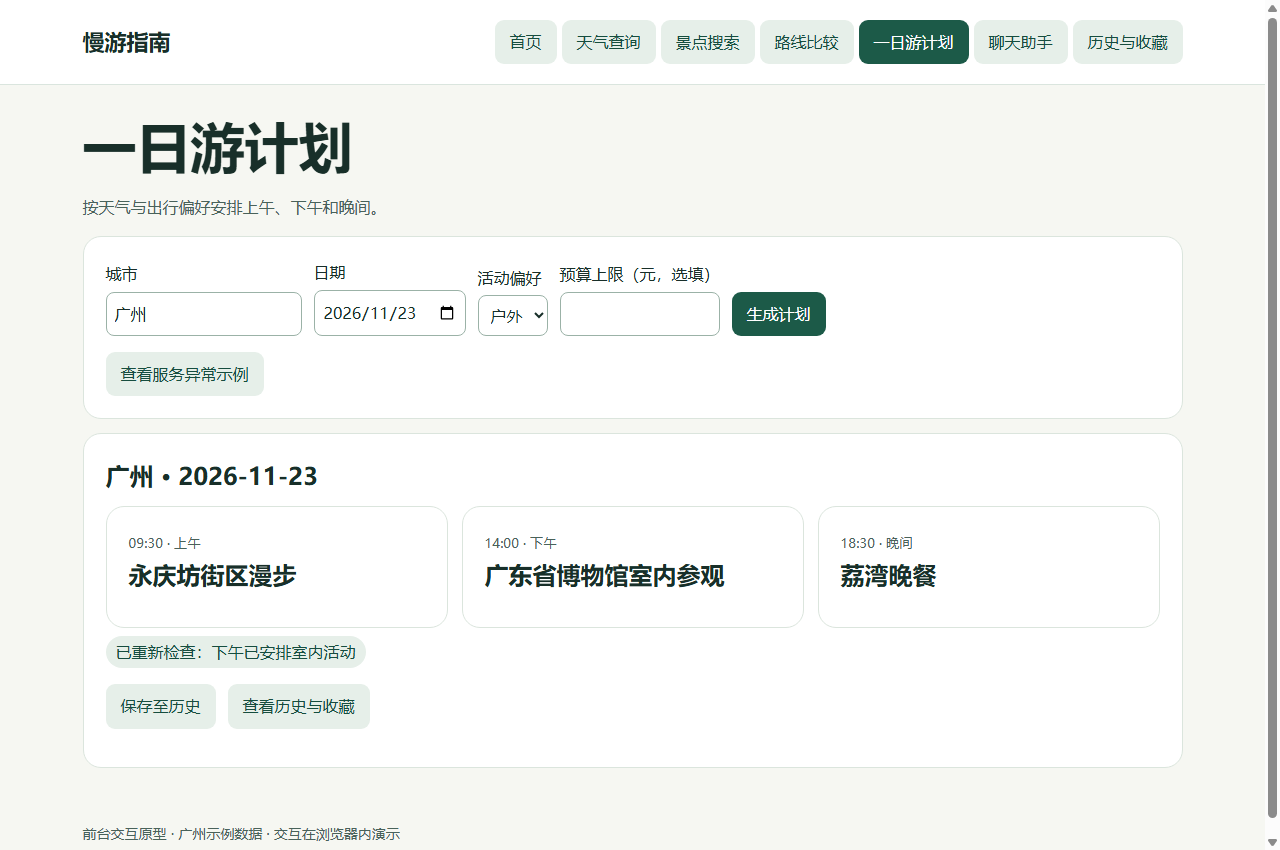 慢游指南
首页 天气查询 景点搜索 路线比较 一日游计划 聊天助手 历史与收藏
一日游计划
按天气与出行偏好安排上午、下午和晚间。
城市 日期 活动偏好 预算上限（元，选填）
广州 2026/11/23 户外 生成计划
查看服务异常示例
广州 • 2026-11-23
09:30 · 上午
永庆坊街区漫步
14:00 · 下午
广东省博物馆室内参观
18:30 · 晚间
荔湾晚餐
已重新检查：下午已安排室内活动
保存至历史 查看历史与收藏
前台交互原型 · 广州示例数据 · 交互在浏览器内演示